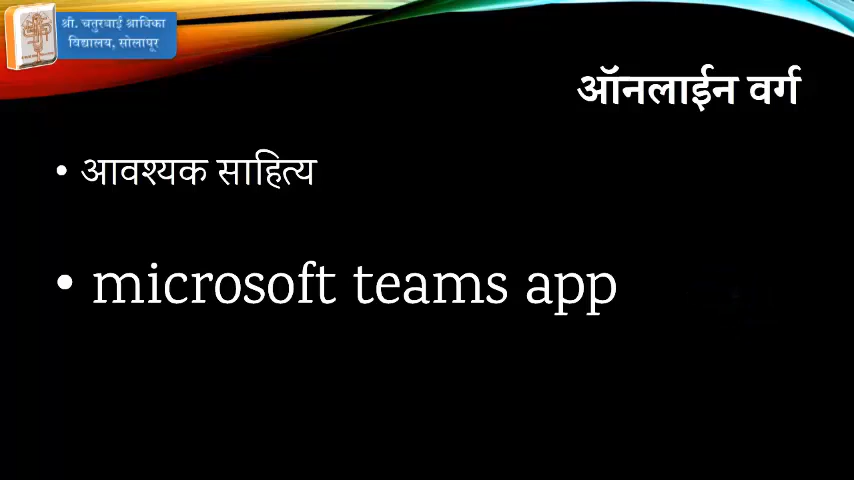 श्री. चतुरबाई श्राविका
विद्यालय, सोलापूर
ऑनलाईन वर्ग
• आवश्यक साहित्य
• microsoft teams app